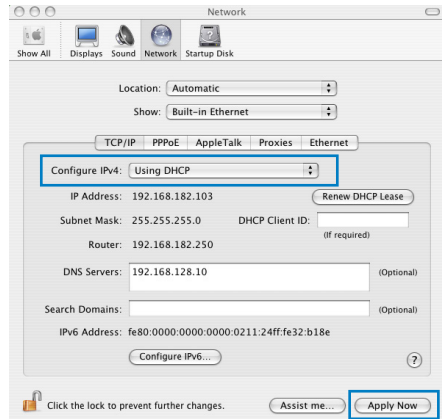 Network
Show All Displays Sound Network Startup Disk
Location: Automatic
Show: Built-in Ethernet
TCP/IP PPPoE AppleTalk Proxies Ethernet
Configure IPv4: Using DHCP
IP Address: 192.168.182.103 Renew DHCP Lease
Subnet Mask: 255.255.255.0 DHCP Client ID:
(If required)
Router: 192.168.182.250
DNS Servers: 192.168.128.10 (Optional)
Search Domains: (Optional)
IPv6 Address: fe80:0000:0000:0000:0211:24ff:fe32:b18e
Configure IPv6... ?
Click the lock to prevent further changes. Assist me... Apply Now